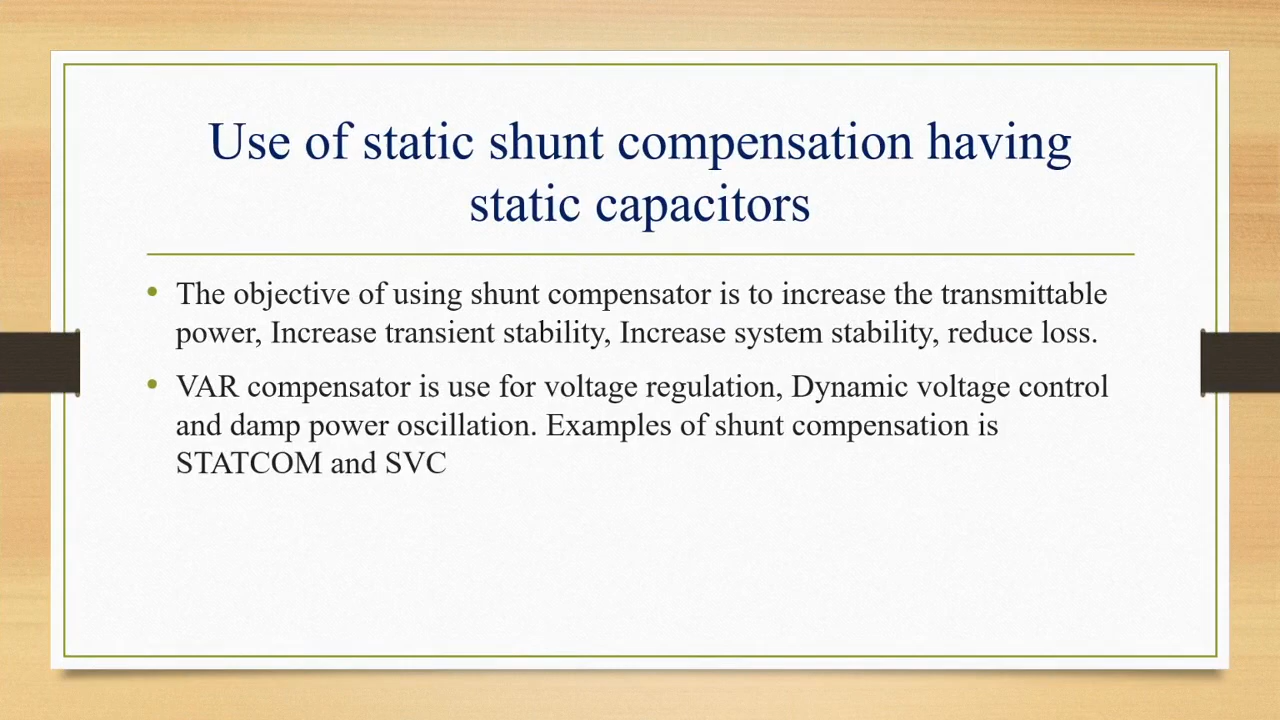 Use of static shunt compensation having
static capacitors
• The objective of using shunt compensator is to increase the transmittable
power, Increase transient stability, Increase system stability, reduce loss.
• VAR compensator is use for voltage regulation, Dynamic voltage control
and damp power oscillation. Examples of shunt compensation is
STATCOM and SVC